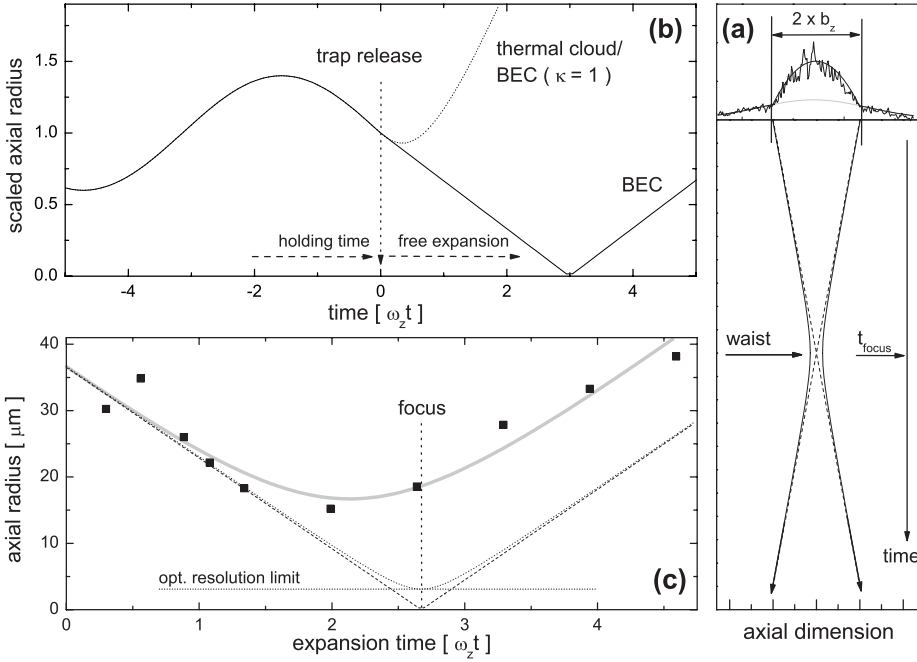 (b)
trap release
thermal cloud/
BEC ( κ = 1 )
BEC
holding time
free expansion
scaled axial radius
1.5
1.0
0.5
0.0
-4
-2
0
2
4
time [ ω_z t ]
(a)
2 x b_z
waist
t_focus
time
axial dimension
40
30
20
10
0
axial radius [ μm ]
focus
opt. resolution limit
(c)
0
1
2
3
4
expansion time [ ω_z t ]